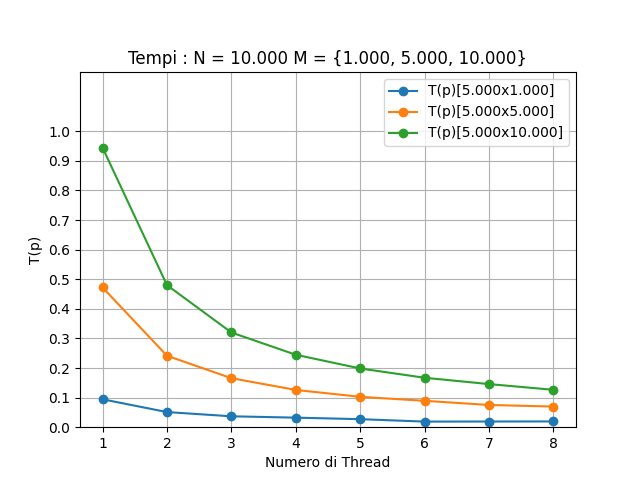 Tempi : N = 10.000 M = {1.000, 5.000, 10.000}
T(p)[5.000x1.000]
T(p)[5.000x5.000]
T(p)[5.000x10.000]
1.0
0.9
0.8
0.7
0.6
0.5
0.4
0.3
0.2
0.1
0.0
T(p)
1 2 3 4 5 6 7 8
Numero di Thread